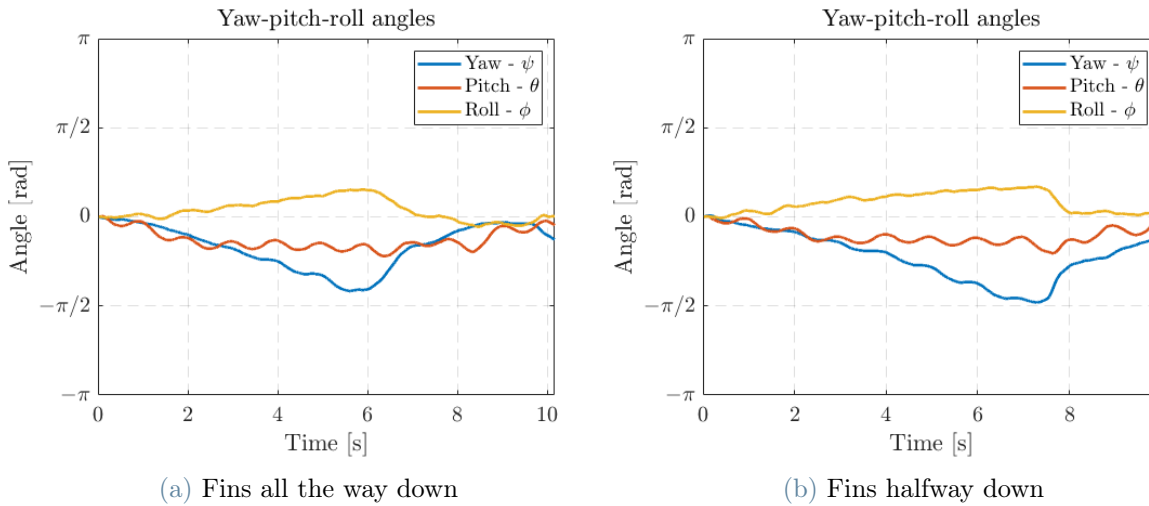 Yaw-pitch-roll angles
π
π/2
0
−π/2
−π
Angle [rad]
Yaw - ψ
Pitch - θ
Roll - ϕ
0 2 4 6 8 10
Time [s]
(a) Fins all the way down
Yaw-pitch-roll angles
π
π/2
0
−π/2
−π
Angle [rad]
Yaw - ψ
Pitch - θ
Roll - ϕ
0 2 4 6 8
Time [s]
(b) Fins halfway down